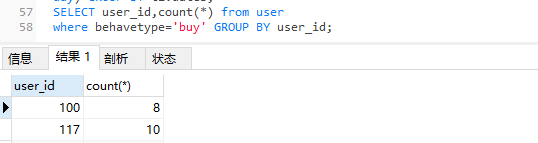 57 SELECT user_id,count(*) from user
58 where behavetype='buy' GROUP BY user_id;
信息 结果 1 剖析 状态
user_id count(*)
100 8
117 10